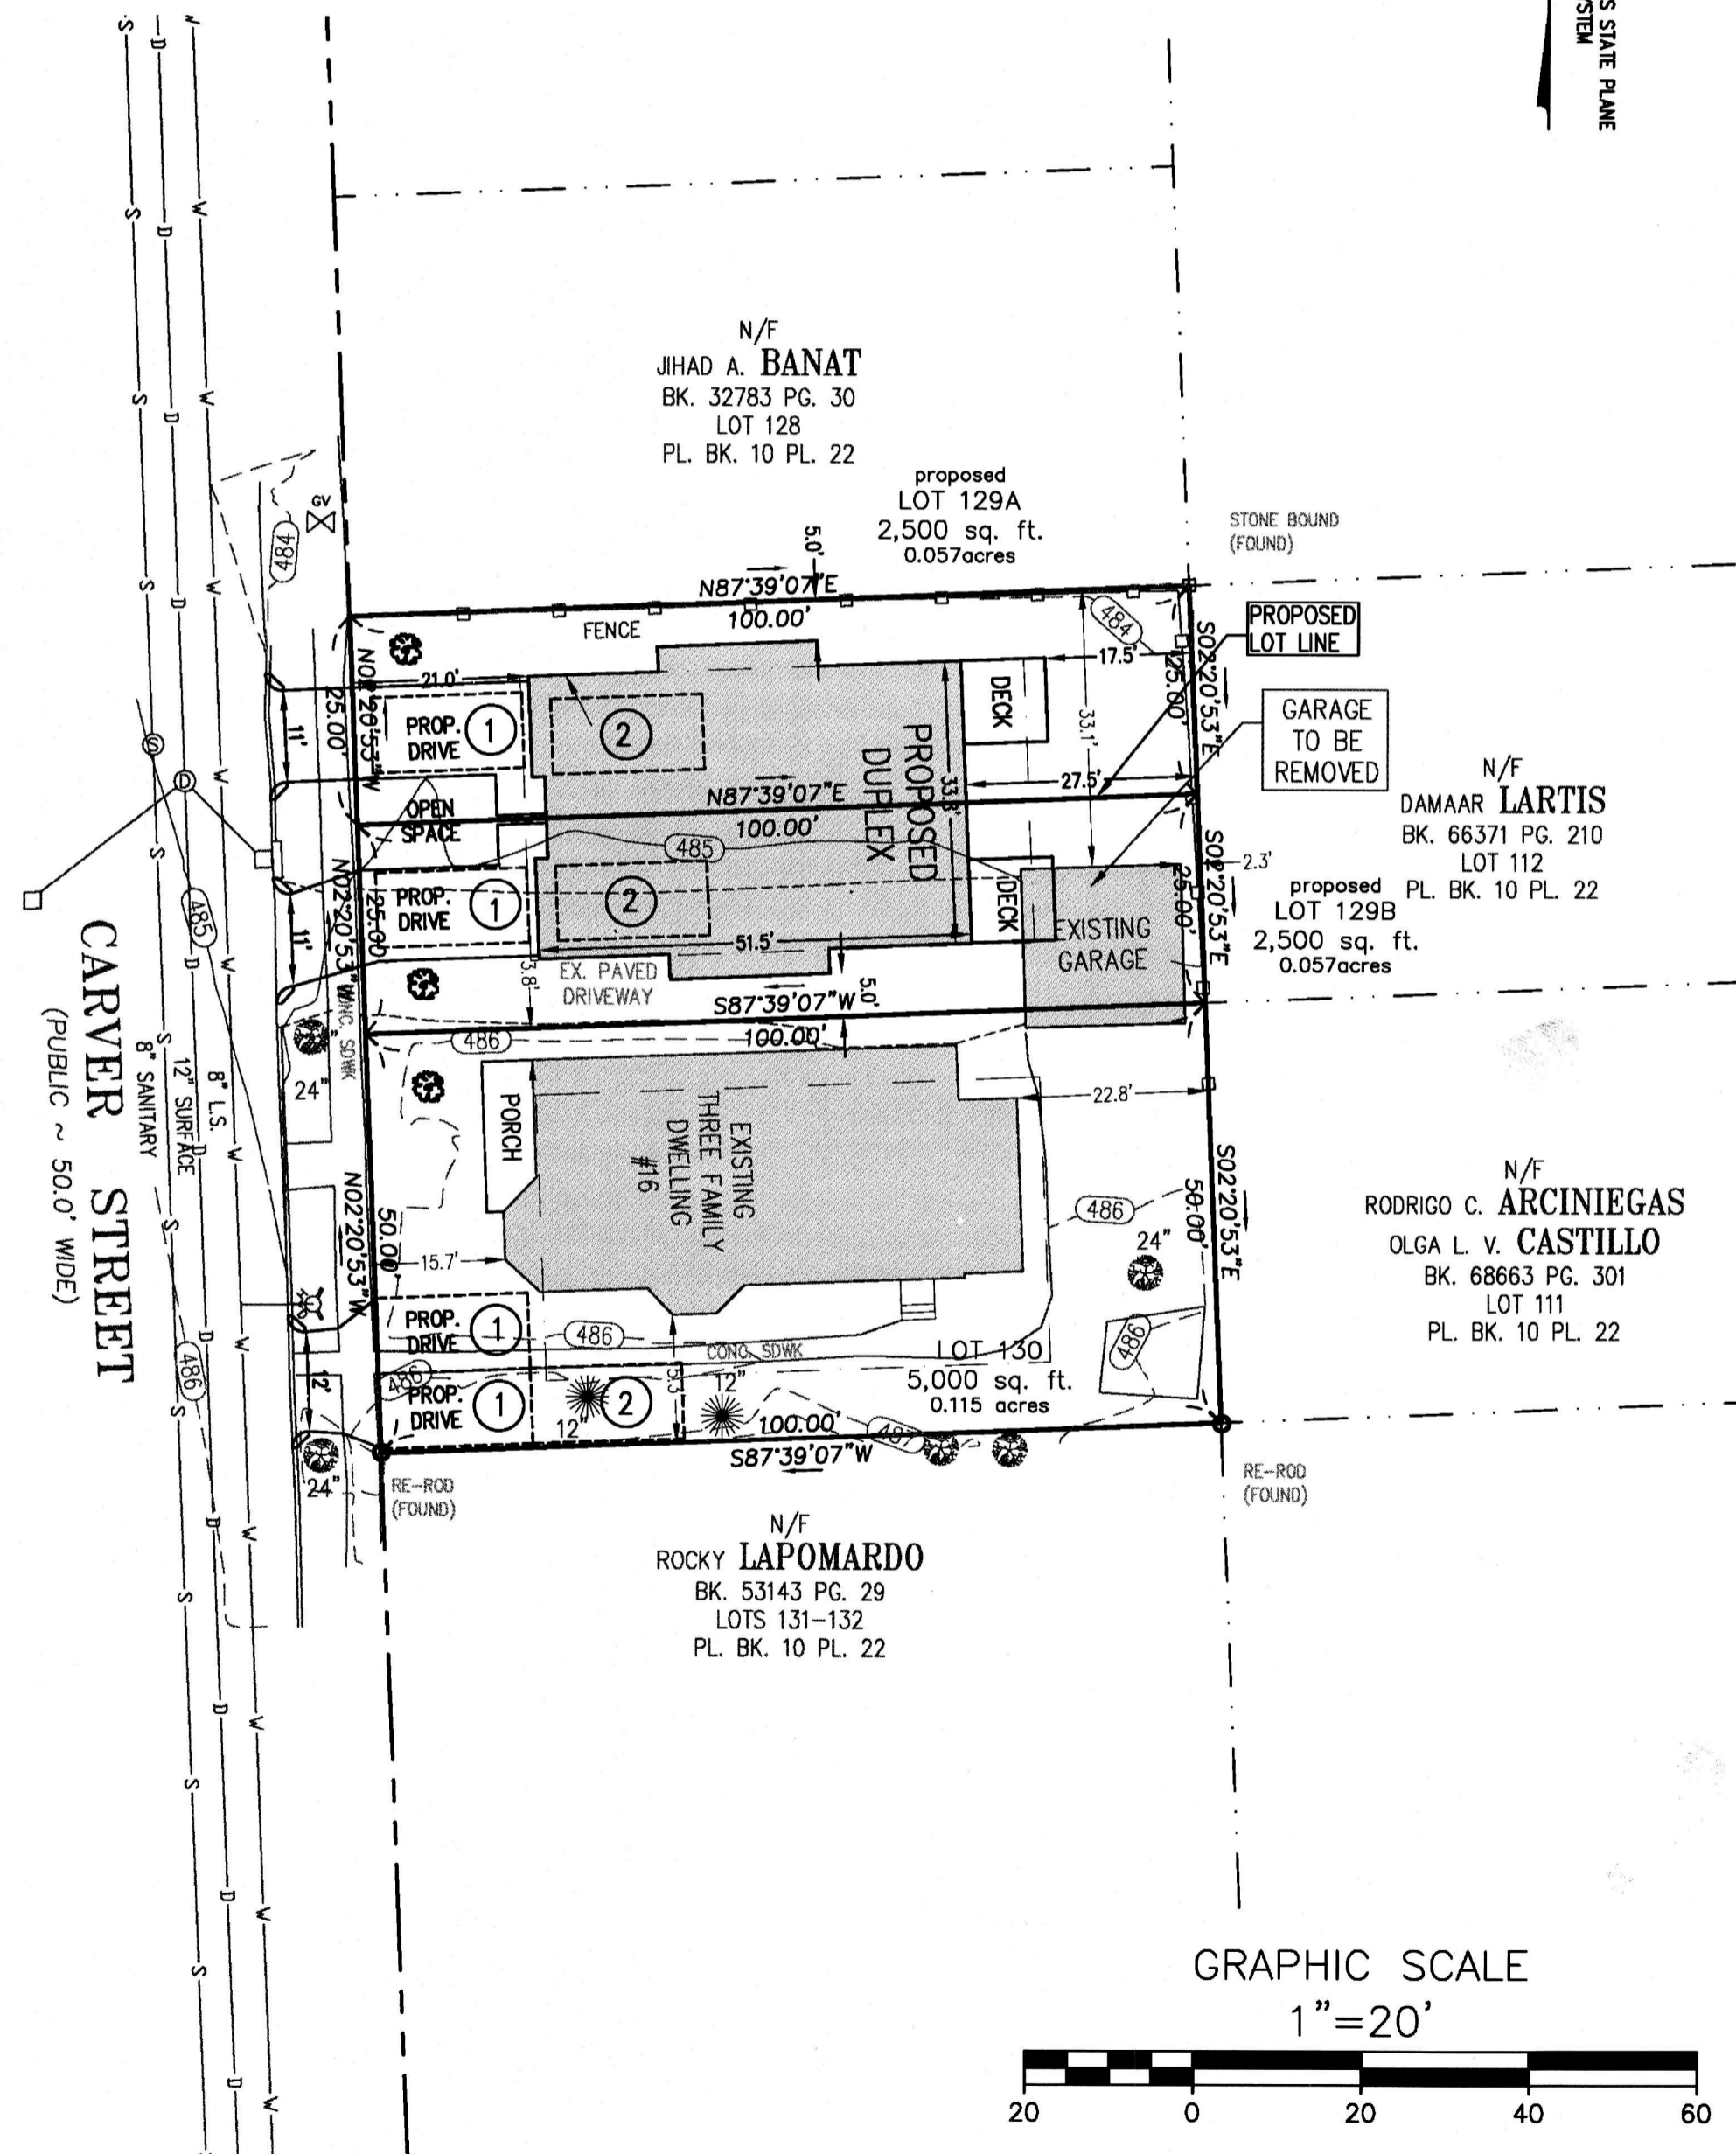 S STATE PLANE
YSTEM
N/F
JIHAD A. BANAT
BK. 32783 PG. 30
LOT 128
PL. BK. 10 PL. 22
proposed
LOT 129A
2,500 sq. ft.
0.057acres
5.0'
STONE BOUND
(FOUND)
GV
484
N87°39'07"E
100.00'
FENCE
484
PROPOSED
LOT LINE
S02°20'53"E
25.00'
17.5'
21.0'
N02°20'53"W
25.00'
11'
PROP.
DRIVE
1
2
DECK
33.1'
PROPOSED
DUPLEX
33.3'
27.5'
GARAGE
TO BE
REMOVED
N/F
DAMAAR LARTIS
BK. 66371 PG. 210
LOT 112
PL. BK. 10 PL. 22
OPEN
SPACE
N87°39'07"E
100.00'
485
S02°20'53"E
25.00'
2.3'
proposed
LOT 129B
2,500 sq. ft.
0.057acres
N02°20'53"W
25.00'
11'
PROP.
DRIVE
1
2
DECK
EXISTING
GARAGE
51.5'
3.8'
EX. PAVED
DRIVEWAY
5.0'
S87°39'07"W
100.00'
485
486
CONC. SDWK
24"
PORCH
EXISTING
THREE FAMILY
DWELLING
#16
22.8'
S02°20'53"E
50.00'
486
24"
N/F
RODRIGO C. ARCINIEGAS
OLGA L. V. CASTILLO
BK. 68663 PG. 301
LOT 111
PL. BK. 10 PL. 22
N02°20'53"W
50.00'
15.7'
CARVER STREET
(PUBLIC ~ 50.0' WIDE)
8" L.S.
12" SURFACE
8" SANITARY
486
PROP.
DRIVE
1
486
CONC. SDWK
LOT 130
5,000 sq. ft.
0.115 acres
486
12'
486
PROP.
DRIVE
1
2
12"
5.3'
12"
100.00'
S87°39'07"W
487
24"
RE-ROD
(FOUND)
RE-ROD
(FOUND)
N/F
ROCKY LAPOMARDO
BK. 53143 PG. 29
LOTS 131-132
PL. BK. 10 PL. 22
GRAPHIC SCALE
1"=20'
20 0 20 40 60